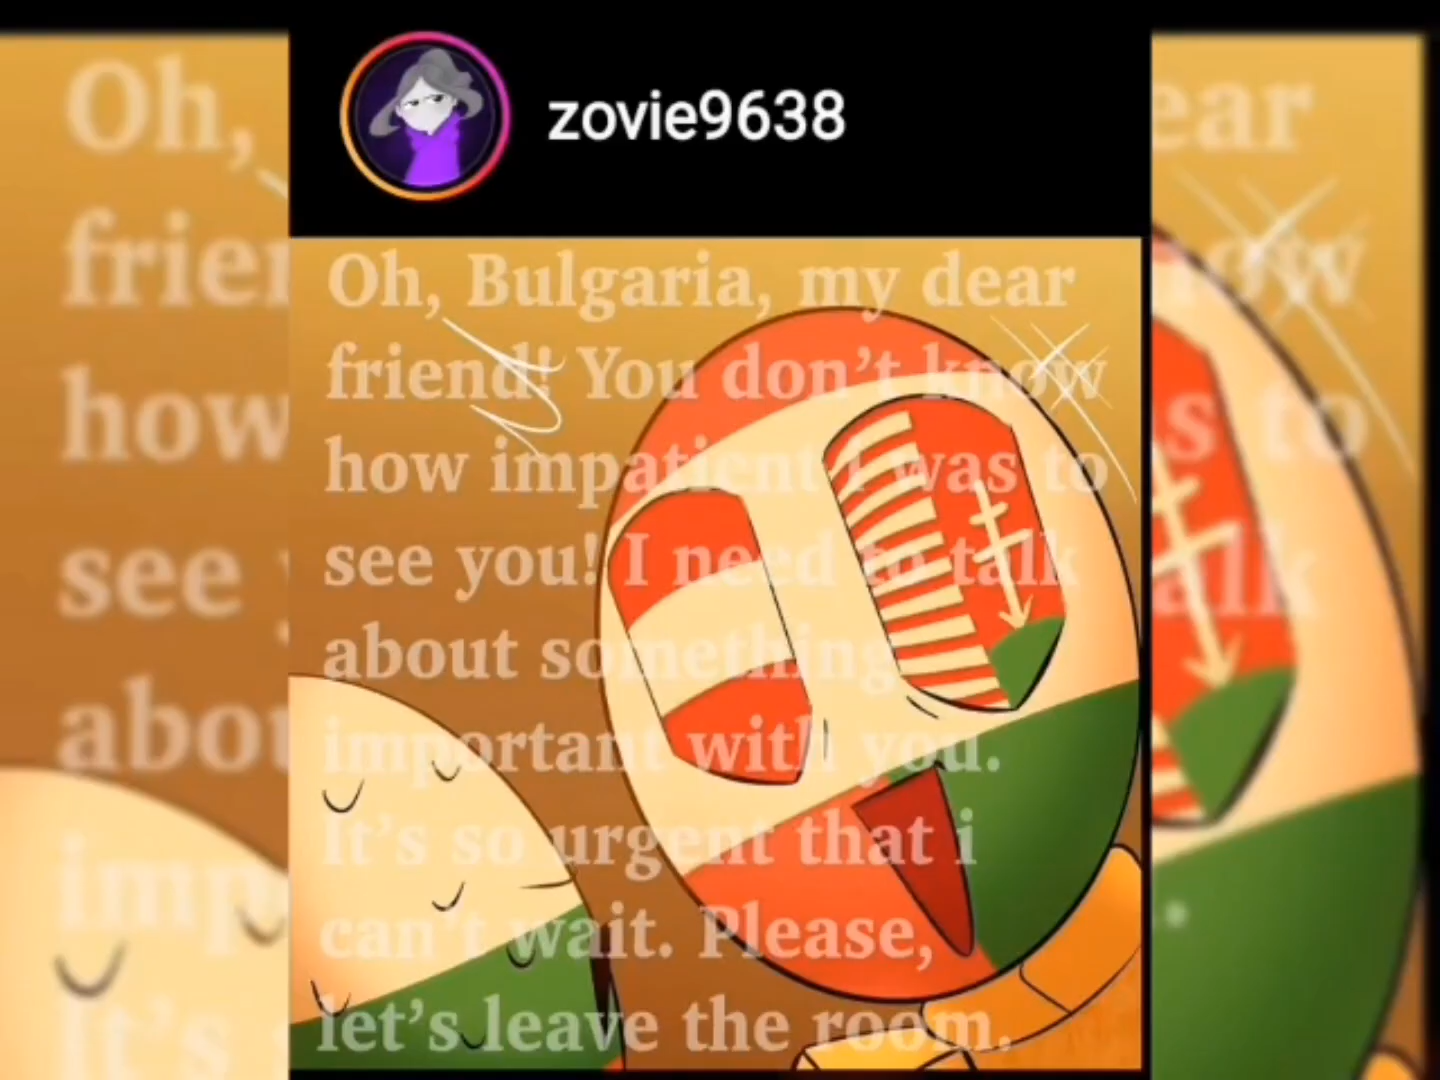 zovie9638
Oh, Bulgaria, my dear
friend! You don't know
how impatient I was to
see you! I need to talk
about something
important with you.
It's so urgent that i
can't wait. Please,
let's leave the room.